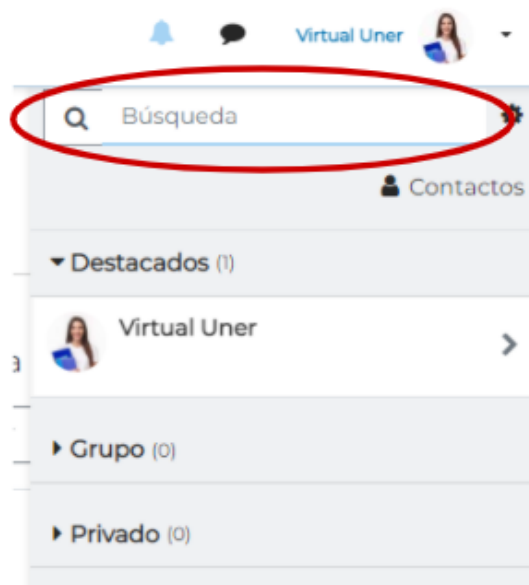 Virtual Uner
Búsqueda
Contactos
Destacados (1)
Virtual Uner
a
Grupo (0)
Privado (0)